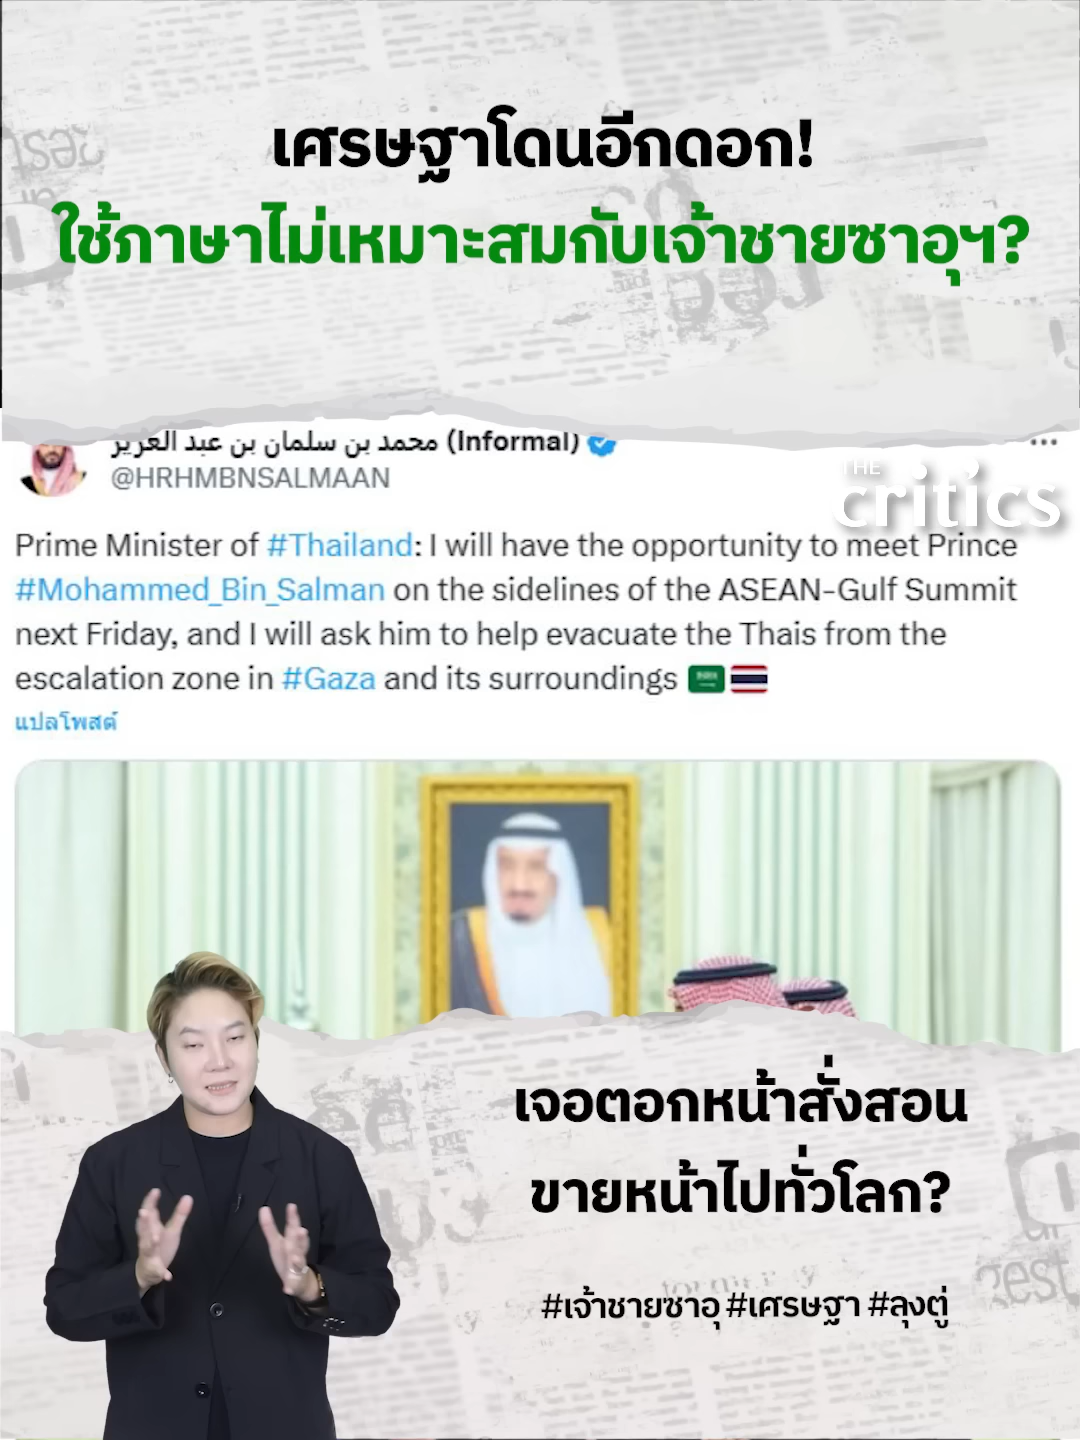 เศรษฐาโดนอีกดอก!
ใช้ภาษาไม่เหมาะสมกับเจ้าชายซาอุฯ?
محمد بن سلمان بن عبد العزيز (Informal)
@HRHMBNSALMAAN
THE
critics
Prime Minister of #Thailand: I will have the opportunity to meet Prince
#Mohammed_Bin_Salman on the sidelines of the ASEAN-Gulf Summit
next Friday, and I will ask him to help evacuate the Thais from the
escalation zone in #Gaza and its surroundings
แปลโพสต์
เจอตอกหน้าสั่งสอน
ขายหน้าไปทั่วโลก?
#เจ้าชายซาอุ #เศรษฐา #ลุงตู่